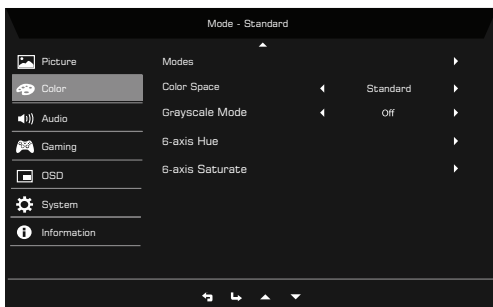 Mode - Standard
Picture
Color
Audio
Gaming
OSD
System
Information
Modes
Color Space Standard
Grayscale Mode Off
6-axis Hue
6-axis Saturate